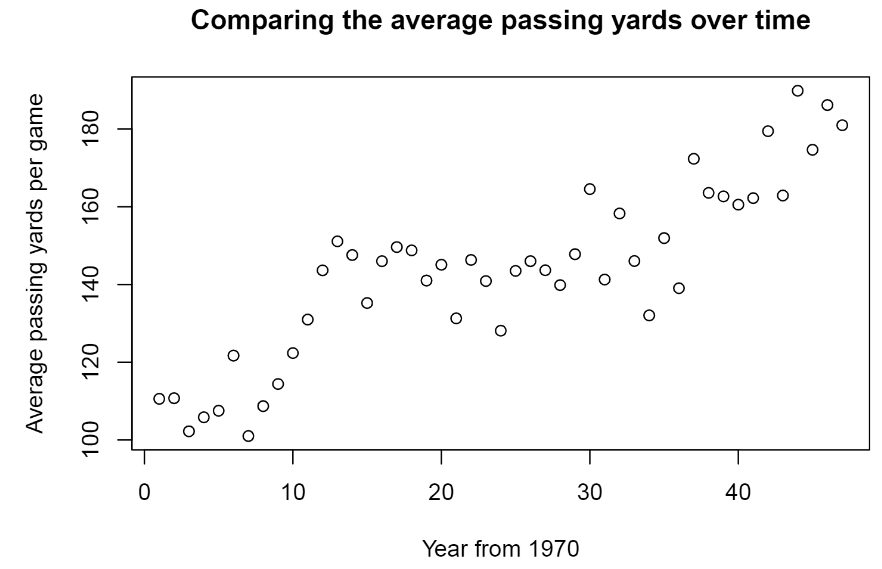 Comparing the average passing yards over time
Average passing yards per game
180
160
140
120
100
0 10 20 30 40
Year from 1970